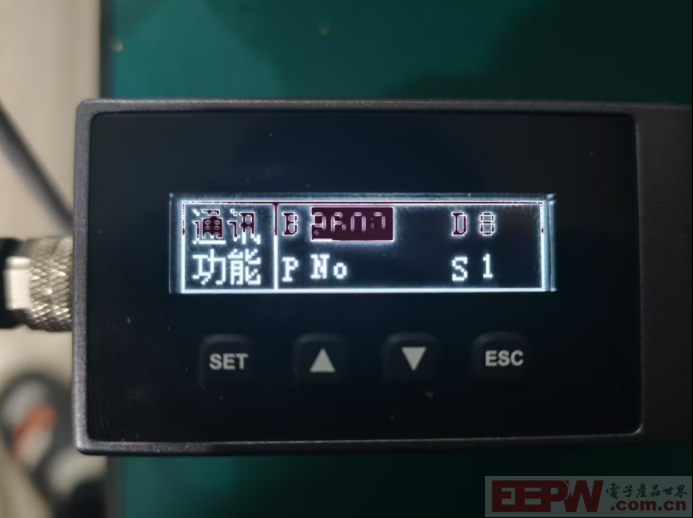 通讯 B 9600 D 8
功能 P No S 1
SET ESC
EEPW 電子產品世界
.com.cn